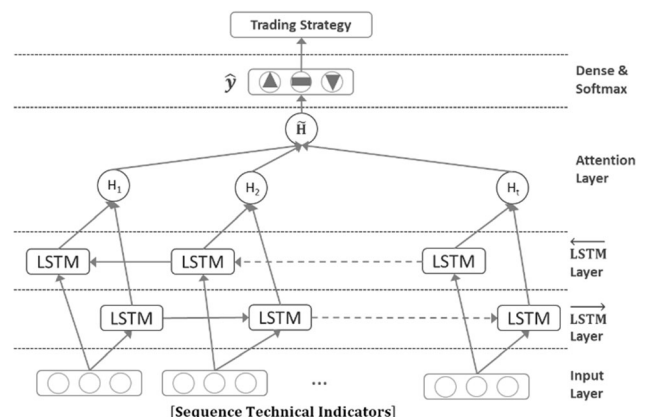 Trading Strategy
ŷ
Dense &
Softmax
H̃
Attention
Layer
H₁
H₂
Hₜ
LSTM
LSTM
LSTM
←LSTM
Layer
LSTM
LSTM
LSTM
→LSTM
Layer
...
Input
Layer
[Sequence Technical Indicators]